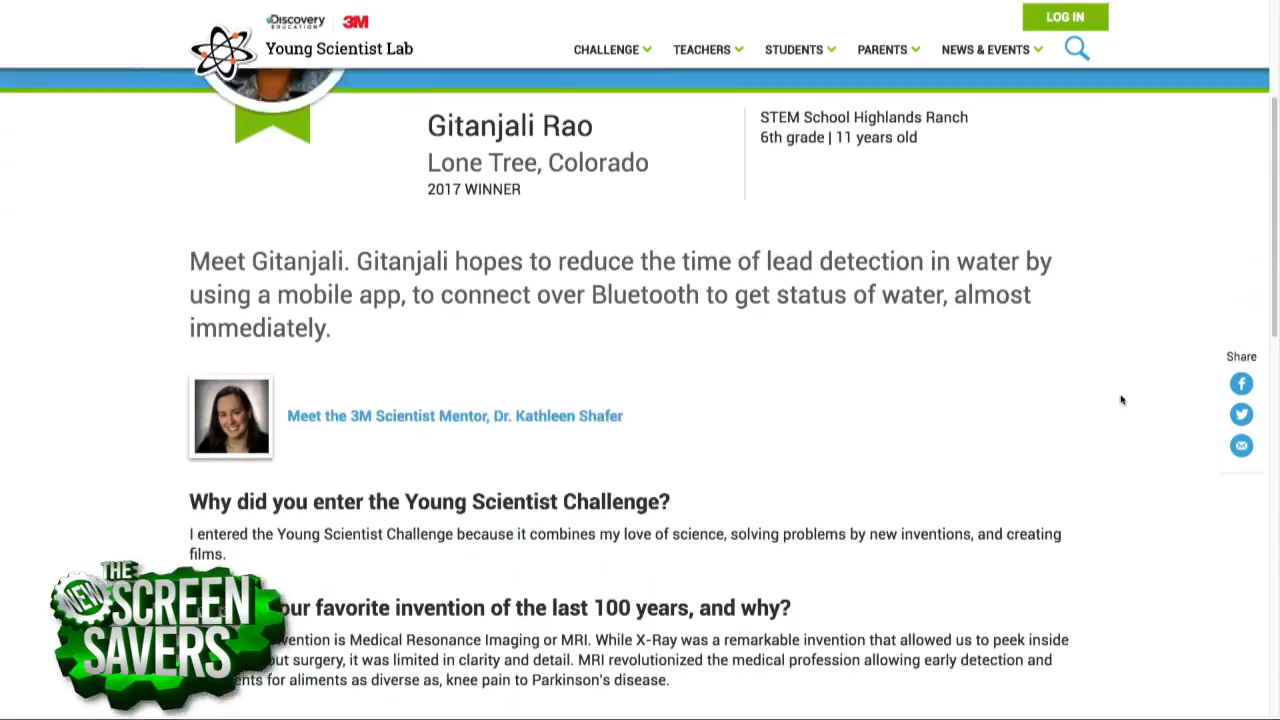 Discovery
EDUCATION
3M
Young Scientist Lab
LOG IN
CHALLENGE
TEACHERS
STUDENTS
PARENTS
NEWS & EVENTS
Gitanjali Rao
Lone Tree, Colorado
2017 WINNER
STEM School Highlands Ranch
6th grade | 11 years old
Meet Gitanjali. Gitanjali hopes to reduce the time of lead detection in water by
using a mobile app, to connect over Bluetooth to get status of water, almost
immediately.
Share
Meet the 3M Scientist Mentor, Dr. Kathleen Shafer
Why did you enter the Young Scientist Challenge?
I entered the Young Scientist Challenge because it combines my love of science, solving problems by new inventions, and creating
films.
our favorite invention of the last 100 years, and why?
vention is Medical Resonance Imaging or MRI. While X-Ray was a remarkable invention that allowed us to peek inside
out surgery, it was limited in clarity and detail. MRI revolutionized the medical profession allowing early detection and
ents for aliments as diverse as, knee pain to Parkinson's disease.
THE
NEW
SCREEN
SAVERS